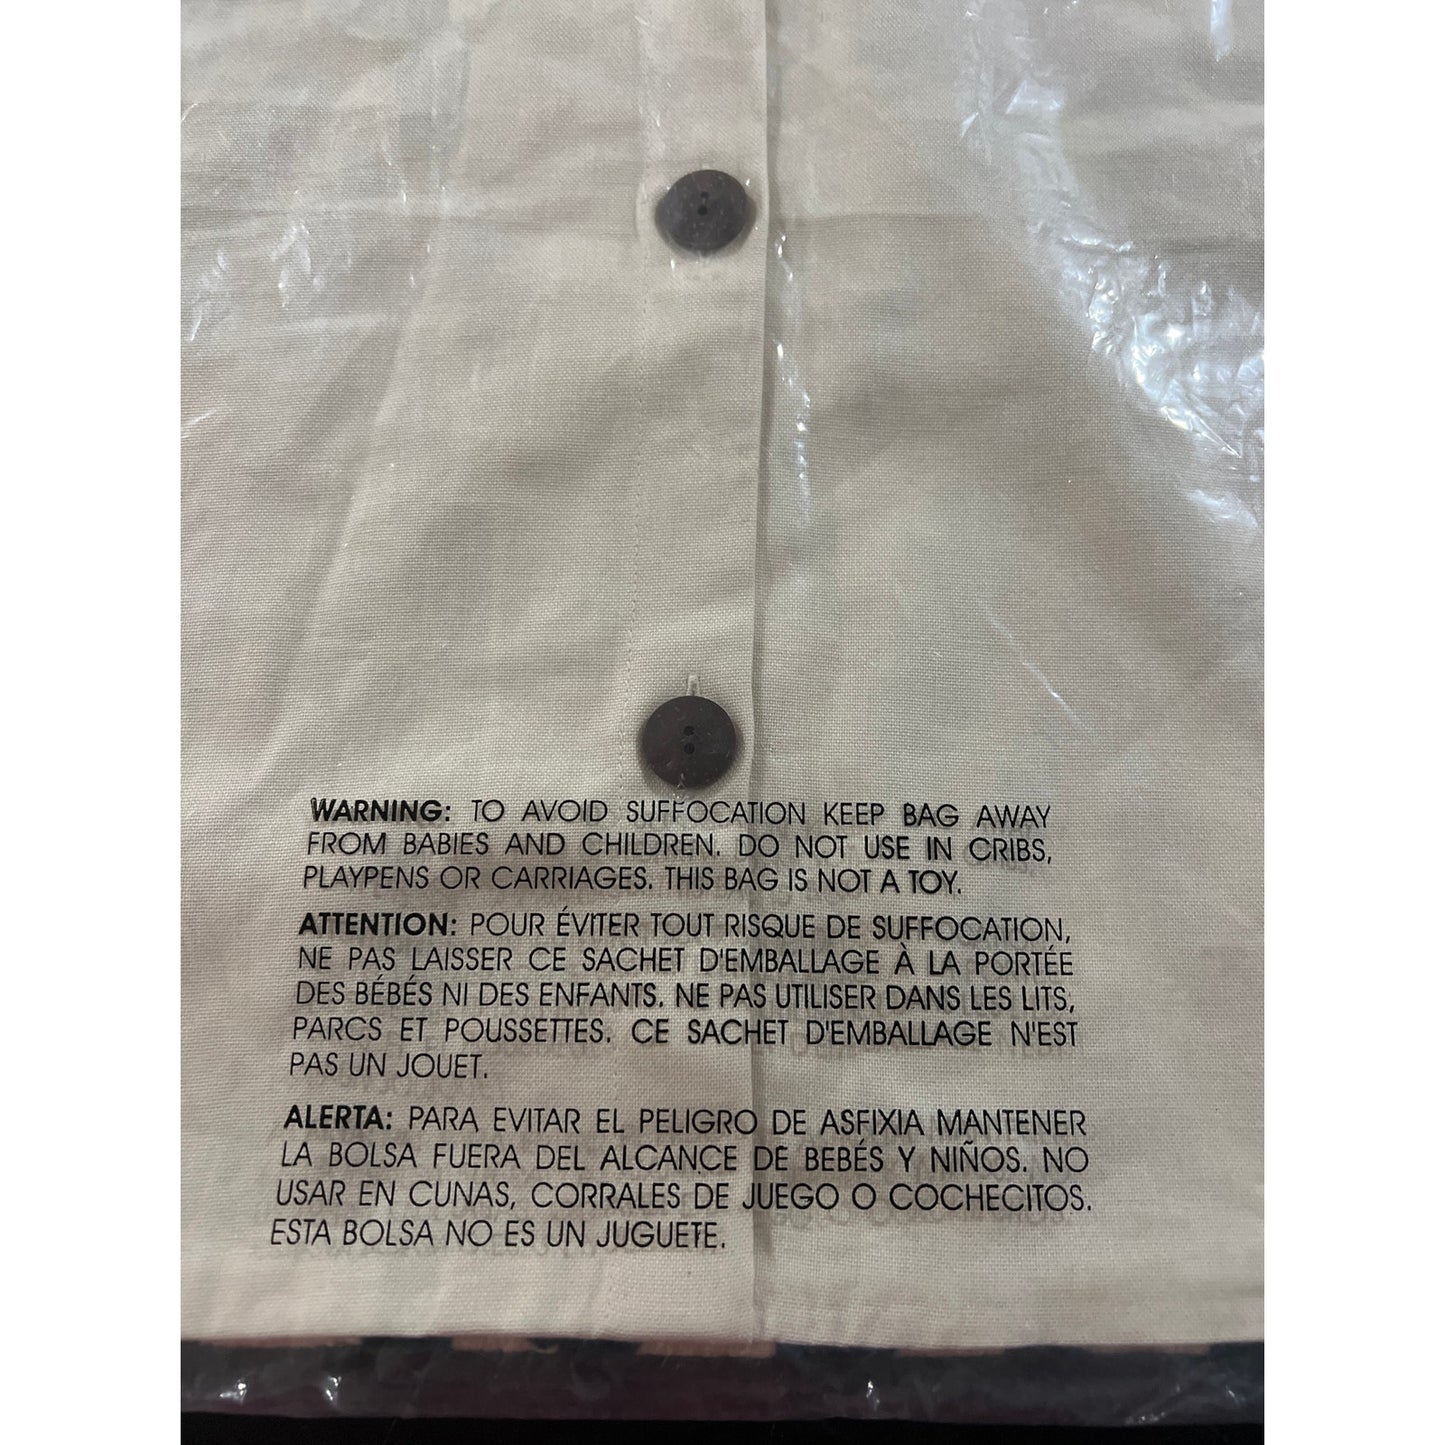 WARNING: TO AVOID SUFFOCATION KEEP BAG AWAY
FROM BABIES AND CHILDREN. DO NOT USE IN CRIBS,
PLAYPENS OR CARRIAGES. THIS BAG IS NOT A TOY.
ATTENTION: POUR ÉVITER TOUT RISQUE DE SUFFOCATION,
NE PAS LAISSER CE SACHET D'EMBALLAGE À LA PORTÉE
DES BÉBÉS NI DES ENFANTS. NE PAS UTILISER DANS LES LITS,
PARCS ET POUSSETTES. CE SACHET D'EMBALLAGE N'EST
PAS UN JOUET.
ALERTA: PARA EVITAR EL PELIGRO DE ASFIXIA MANTENER
LA BOLSA FUERA DEL ALCANCE DE BEBÉS Y NIÑOS. NO
USAR EN CUNAS, CORRALES DE JUEGO O COCHECITOS.
ESTA BOLSA NO ES UN JUGUETE.